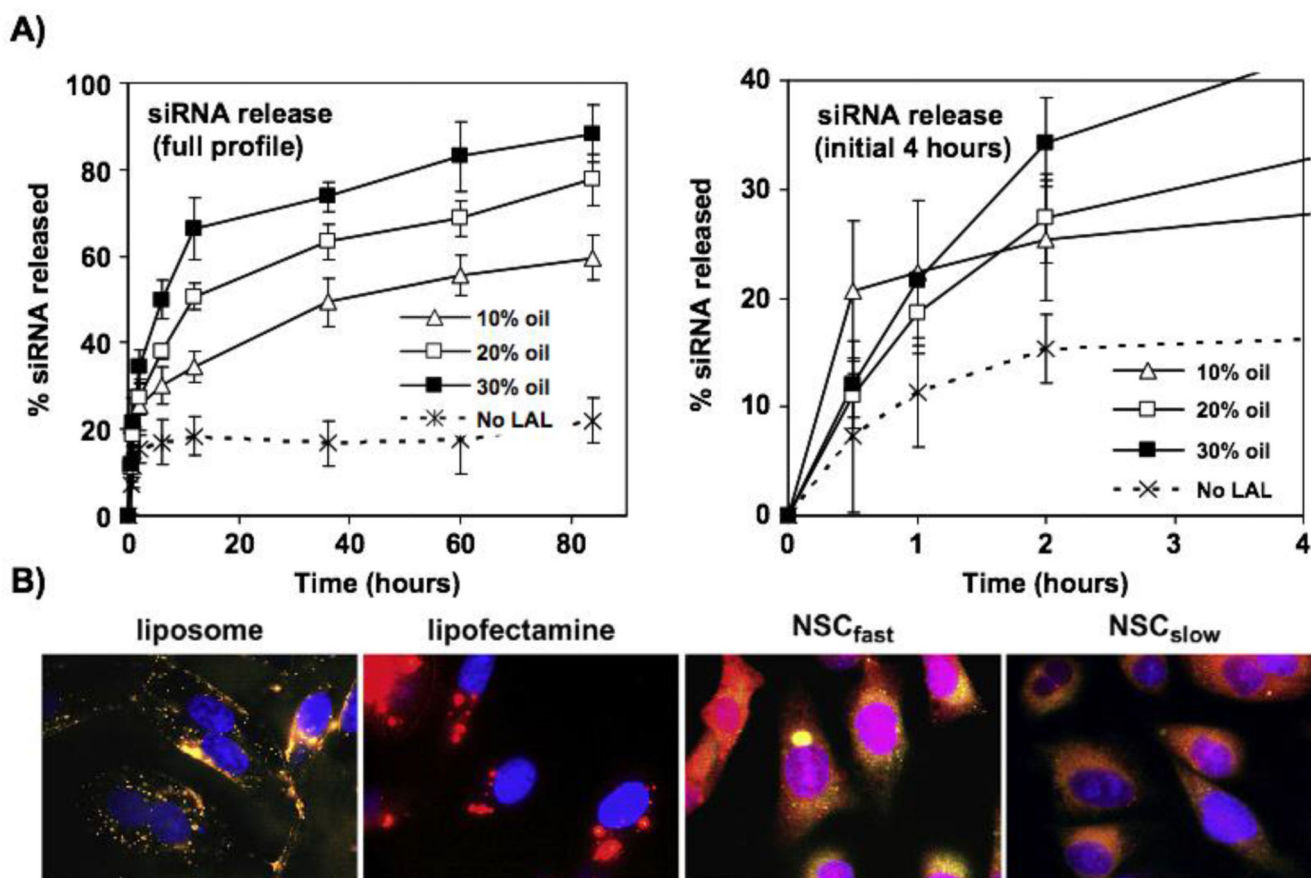 A)
siRNA release
(full profile)
% siRNA released
100
80
60
40
20
0
10% oil
20% oil
30% oil
No LAL
0 20 40 60 80
Time (hours)
siRNA release
(initial 4 hours)
% siRNA released
40
30
20
10
0
10% oil
20% oil
30% oil
No LAL
0 1 2 3 4
Time (hours)
B)
liposome
lipofectamine
NSCfast
NSCslow